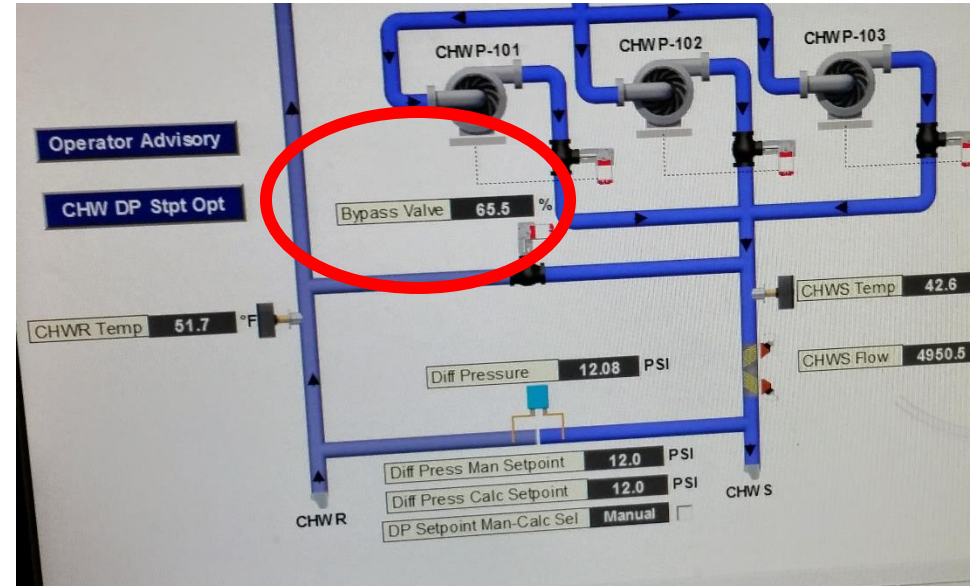 CHWP-101
CHWP-102
CHWP-103
Operator Advisory
CHW DP Stpt Opt
Bypass Valve 65.5 %
CHWS Temp 42.6
CHWR Temp 51.7 °F
CHWS Flow 4950.5
Diff Pressure 12.08 PSI
Diff Press Man Setpoint 12.0 PSI
Diff Press Calc Setpoint 12.0 PSI
DP Setpoint Man-Calc Sel Manual
CHWR
CHWS